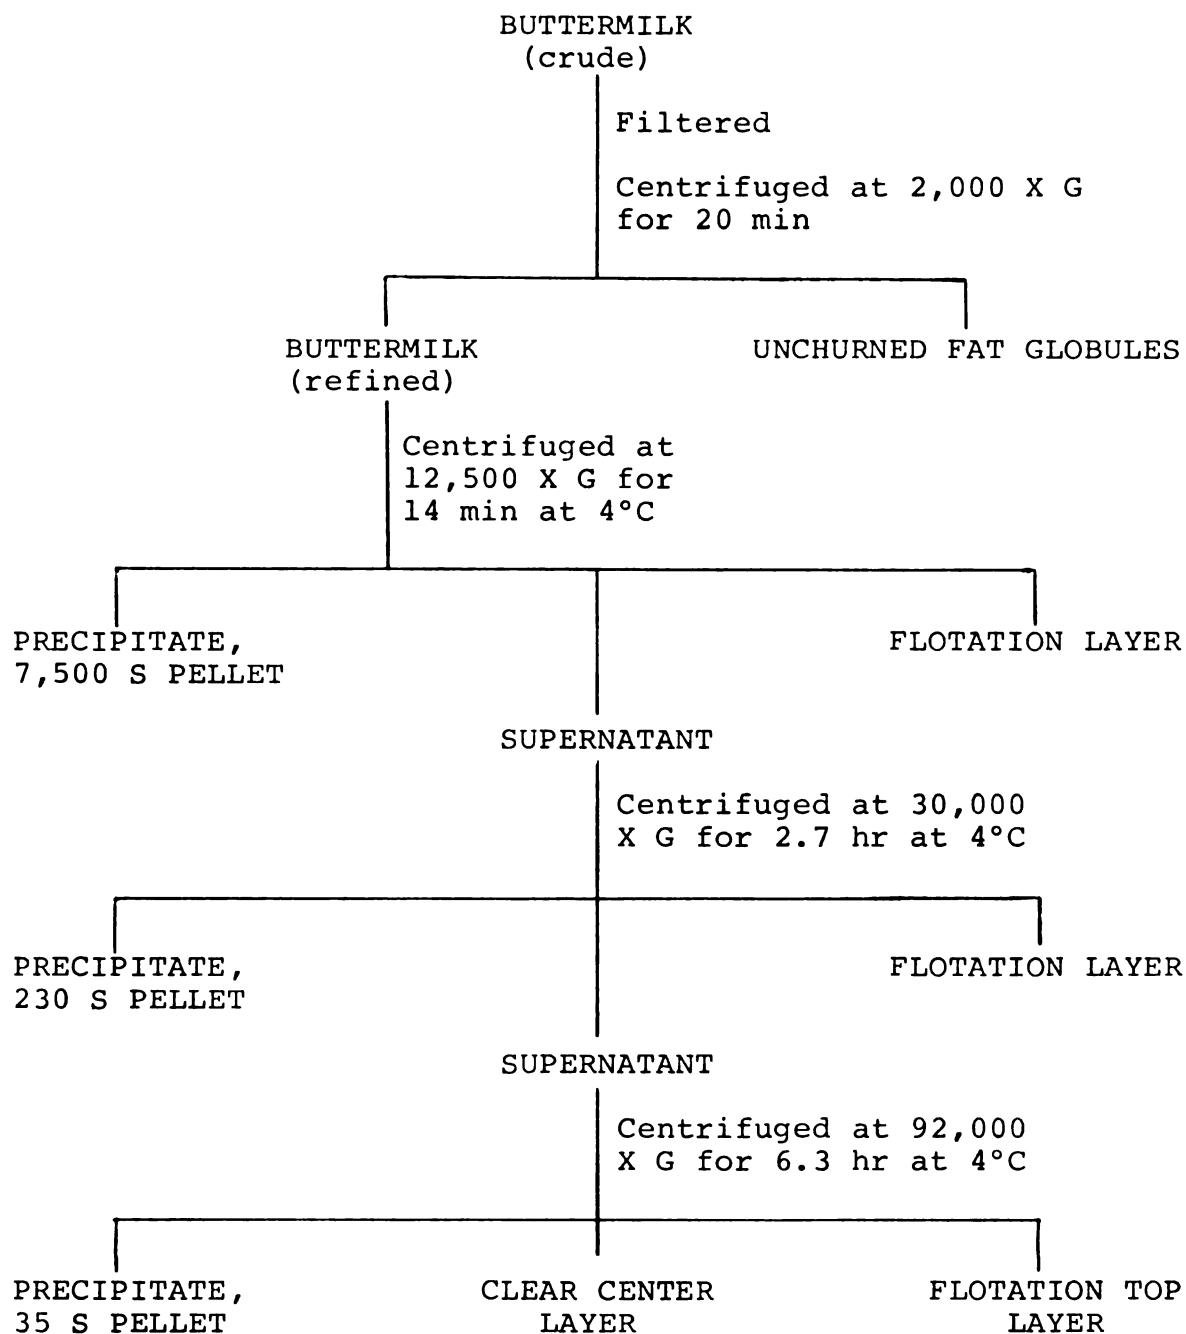 BUTTERMILK
(crude)
Filtered
Centrifuged at 2,000 X G
for 20 min
BUTTERMILK
(refined)
UNCHURNED FAT GLOBULES
Centrifuged at
12,500 X G for
14 min at 4°C
PRECIPITATE,
7,500 S PELLET
FLOTATION LAYER
SUPERNATANT
Centrifuged at 30,000
X G for 2.7 hr at 4°C
PRECIPITATE,
230 S PELLET
FLOTATION LAYER
SUPERNATANT
Centrifuged at 92,000
X G for 6.3 hr at 4°C
PRECIPITATE,
35 S PELLET
CLEAR CENTER
LAYER
FLOTATION TOP
LAYER